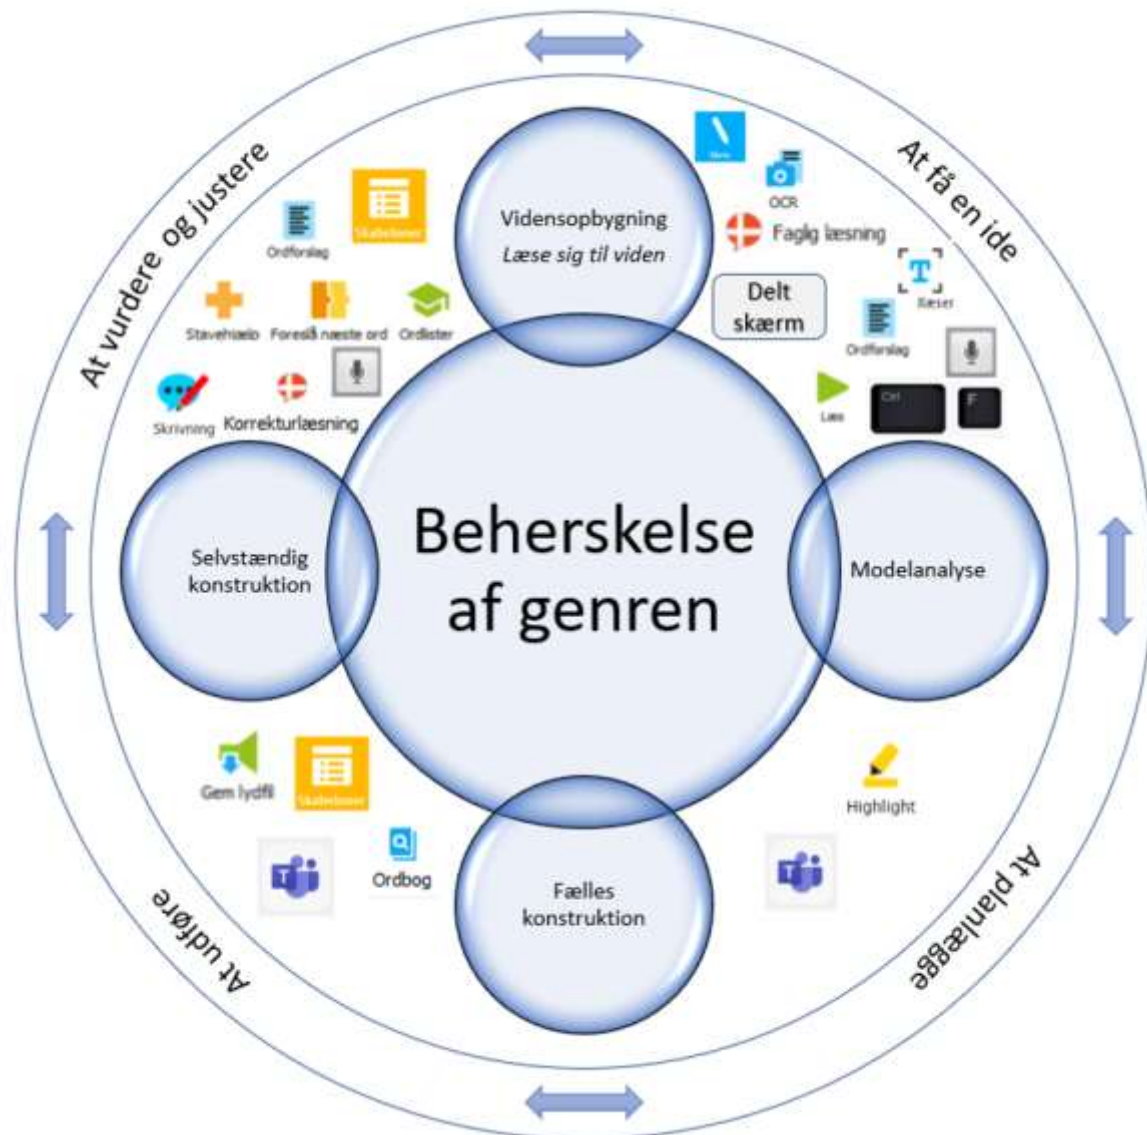 At vurdere og justere
At få en ide
Vidensopbygning
Læse sig til viden
OCR
Faglig læsning
Delt
skærm
Ordforslag
Læs
Ctrl
F
Skabeloner
Ordforslag
Stavehjælp
Foreslå næste ord
Ordlister
Skrivning
Korrekturlæsning
Beherskelse
af genren
Selvstændig
konstruktion
Modelanalyse
Gem lydfil
Skabeloner
T
Ordbog
Fælles
konstruktion
Highlight
T
At udføre
At planlægge